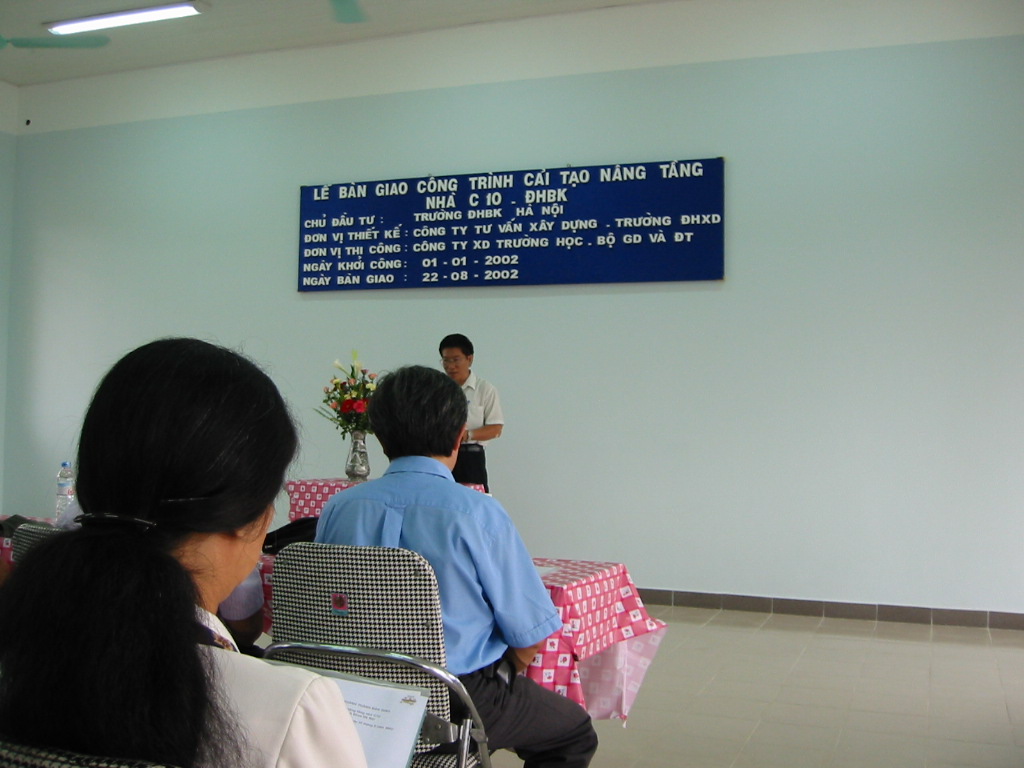 LỄ BÀN GIAO CÔNG TRÌNH CẢI TẠO NÂNG TẦNG
NHÀ C10 - ĐHBK
CHỦ ĐẦU TƯ : TRƯỜNG ĐHBK HÀ NỘI
ĐƠN VỊ THIẾT KẾ : CÔNG TY TƯ VẤN XÂY DỰNG - TRƯỜNG ĐHXD
ĐƠN VỊ THI CÔNG : CÔNG TY XD TRƯỜNG HỌC - BỘ GD VÀ ĐT
NGÀY KHỞI CÔNG : 01 - 01 - 2002
NGÀY BÀN GIAO : 22 - 08 - 2002